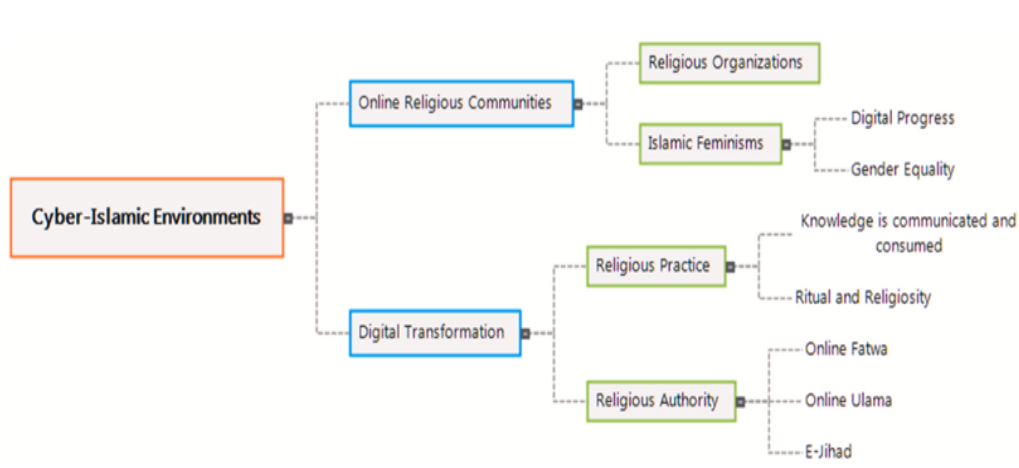 Cyber-Islamic Environments
Online Religious Communities
Religious Organizations
Islamic Feminisms
Digital Progress
Gender Equality
Digital Transformation
Religious Practice
Knowledge is communicated and
consumed
Ritual and Religiosity
Religious Authority
Online Fatwa
Online Ulama
E-Jihad